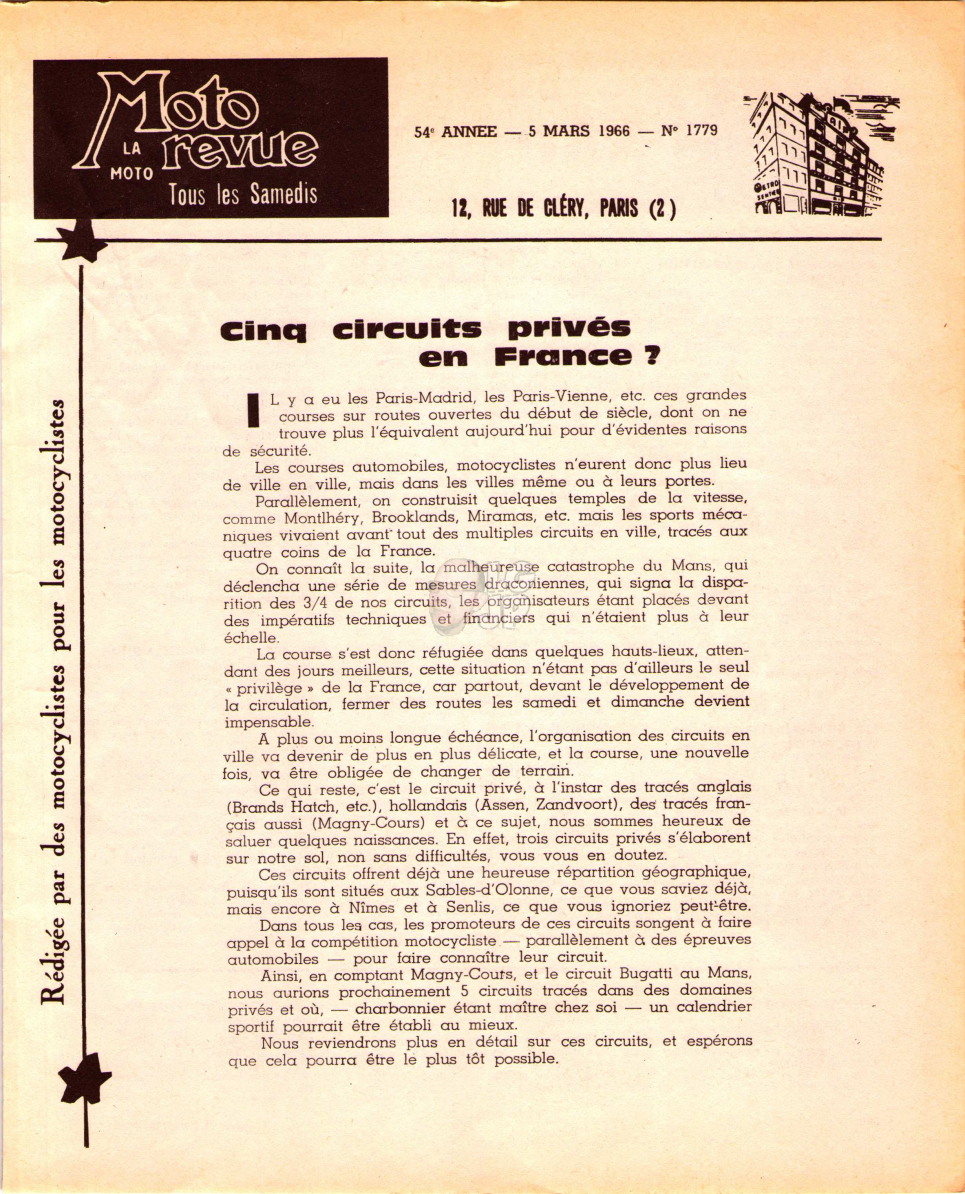 Moto
revue
LA
MOTO
Tous les Samedis
54e ANNEE — 5 MARS 1966 — No 1779
12, RUE DE CLÉRY, PARIS (2)
METRO
SENTIER
Rédigée par des motocyclistes pour les motocyclistes
Cinq circuits privés
en France ?
IL y a eu les Paris-Madrid, les Paris-Vienne, etc. ces grandes
courses sur routes ouvertes du début de siècle, dont on ne
trouve plus l'équivalent aujourd'hui pour d'évidentes raisons
de sécurité.
Les courses automobiles, motocyclistes n'eurent donc plus lieu
de ville en ville, mais dans les villes même ou à leurs portes.
Parallèlement, on construisit quelques temples de la vitesse,
comme Montlhéry, Brooklands, Miramas, etc. mais les sports méca-
niques vivaient avant tout des multiples circuits en ville, tracés aux
quatre coins de la France.
On connaît la suite, la malheureuse catastrophe du Mans, qui
déclencha une série de mesures draconiennes, qui signa la dispa-
rition des 3/4 de nos circuits, les organisateurs étant placés devant
des impératifs techniques et financiers qui n'étaient plus à leur
échelle.
La course s'est donc réfugiée dans quelques hauts-lieux, atten-
dant des jours meilleurs, cette situation n'étant pas d'ailleurs le seul
« privilège » de la France, car partout, devant le développement de
la circulation, fermer des routes les samedi et dimanche devient
impensable.
A plus ou moins longue échéance, l'organisation des circuits en
ville va devenir de plus en plus délicate, et la course, une nouvelle
fois, va être obligée de changer de terrain.
Ce qui reste, c'est le circuit privé, à l'instar des tracés anglais
(Brands Hatch, etc.), hollandais (Assen, Zandvoort), des tracés fran-
çais aussi (Magny-Cours) et à ce sujet, nous sommes heureux de
saluer quelques naissances. En effet, trois circuits privés s'élaborent
sur notre sol, non sans difficultés, vous vous en doutez.
Ces circuits offrent déjà une heureuse répartition géographique,
puisqu'ils sont situés aux Sables-d'Olonne, ce que vous saviez déjà,
mais encore à Nîmes et à Senlis, ce que vous ignoriez peut-être.
Dans tous les cas, les promoteurs de ces circuits songent à faire
appel à la compétition motocycliste — parallèlement à des épreuves
automobiles — pour faire connaître leur circuit.
Ainsi, en comptant Magny-Cours, et le circuit Bugatti au Mans,
nous aurions prochainement 5 circuits tracés dans des domaines
privés et où, — charbonnier étant maître chez soi — un calendrier
sportif pourrait être établi au mieux.
Nous reviendrons plus en détail sur ces circuits, et espérons
que cela pourra être le plus tôt possible.